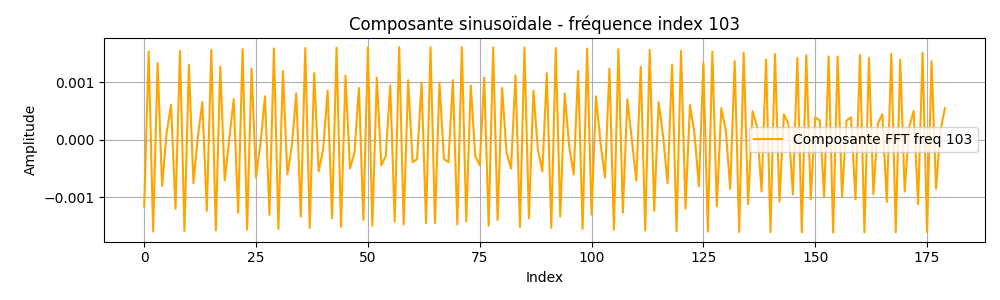 Composante sinusoïdale - fréquence index 103
Amplitude
0.001
0.000
−0.001
Composante FFT freq 103
0 25 50 75 100 125 150 175
Index